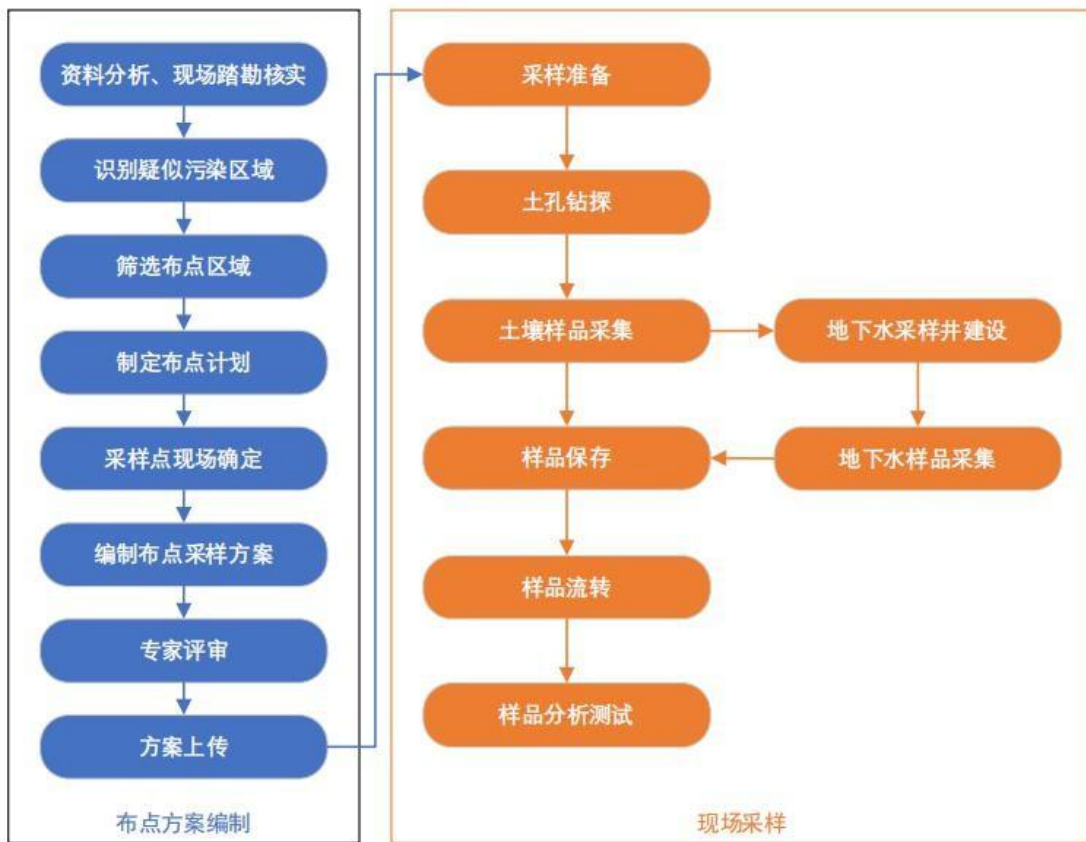 资料分析、现场踏勘核实
识别疑似污染区域
筛选布点区域
制定布点计划
采样点现场确定
编制布点采样方案
专家评审
方案上传
布点方案编制
采样准备
土孔钻探
土壤样品采集
地下水采样井建设
样品保存
地下水样品采集
样品流转
样品分析测试
现场采样